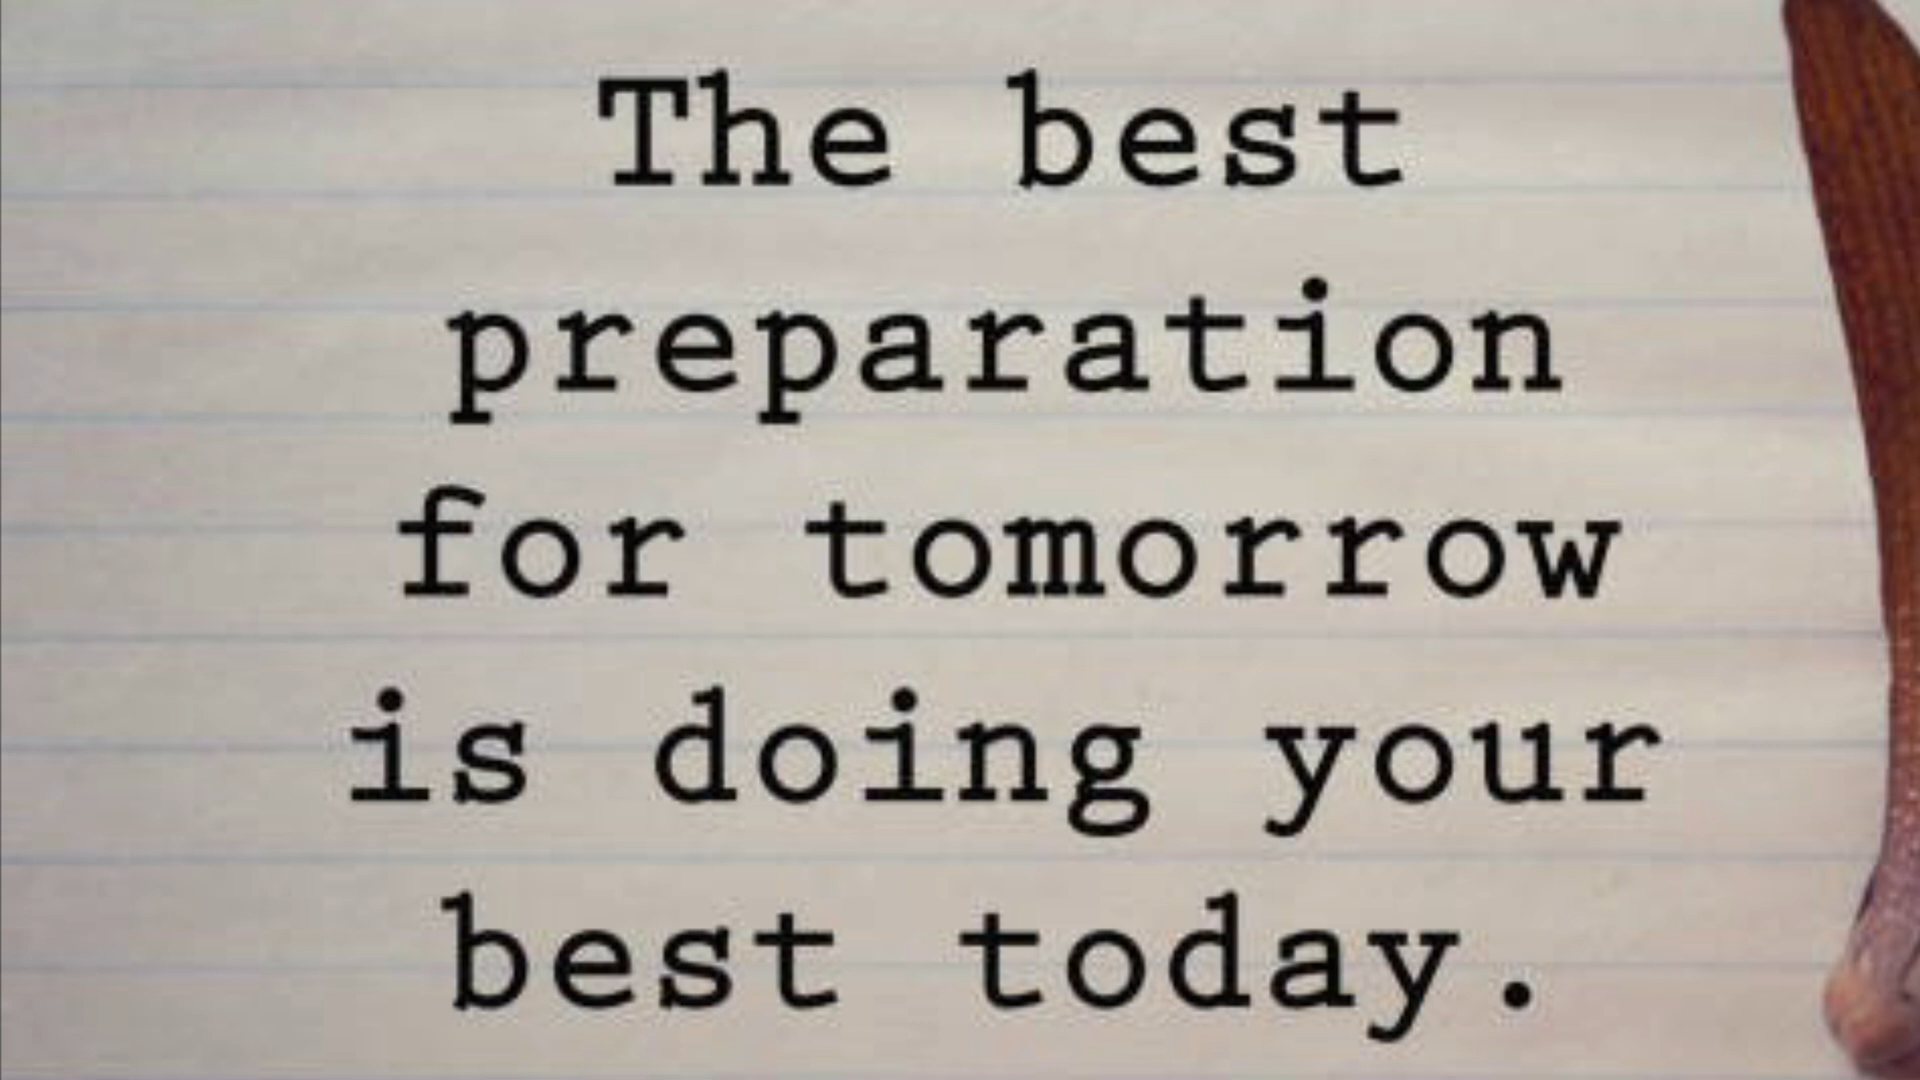 The best
preparation
for tomorrow
is doing your
best today.